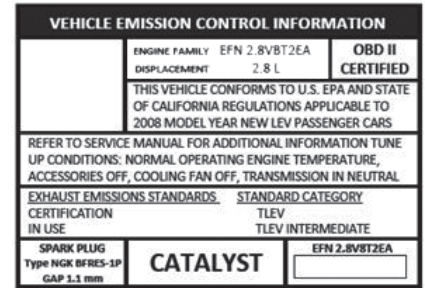 VEHICLE EMISSION CONTROL INFORMATION
ENGINE FAMILY EFN 2.8VBT2EA
DISPLACEMENT 2.8 L
OBD II
CERTIFIED
THIS VEHICLE CONFORMS TO U.S. EPA AND STATE
OF CALIFORNIA REGULATIONS APPLICABLE TO
2008 MODEL YEAR NEW LEV PASSENGER CARS
REFER TO SERVICE MANUAL FOR ADDITIONAL INFORMATION TUNE
UP CONDITIONS: NORMAL OPERATING ENGINE TEMPERATURE,
ACCESSORIES OFF, COOLING FAN OFF, TRANSMISSION IN NEUTRAL
EXHAUST EMISSIONS STANDARDS STANDARD CATEGORY
CERTIFICATION TLEV
IN USE TLEV INTERMEDIATE
SPARK PLUG
Type NGK BFRES-1P
GAP 1.1 mm
CATALYST
EFN 2.8V8T2EA